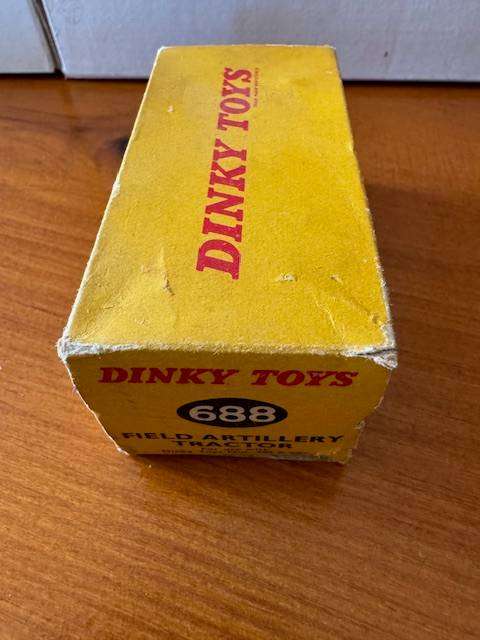 DINKY TOYS
DINKY TOYS
688
FIELD ARTILLERY
TRACTOR